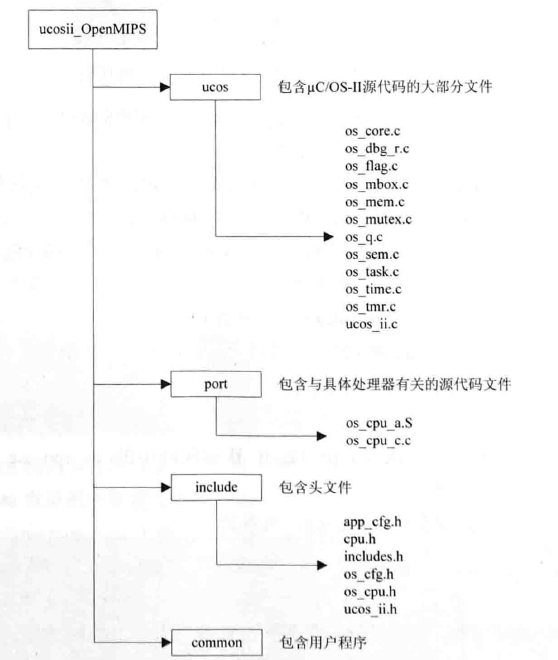 ucosii_OpenMIPS
ucos 包含μC/OS-II源代码的大部分文件
os_core.c
os_dbg_r.c
os_flag.c
os_mbox.c
os_mem.c
os_mutex.c
os_q.c
os_sem.c
os_task.c
os_time.c
os_tmr.c
ucos_ii.c
port 包含与具体处理器有关的源代码文件
os_cpu_a.S
os_cpu_c.c
include 包含头文件
app_cfg.h
cpu.h
includes.h
os_cfg.h
os_cpu.h
ucos_ii.h
common 包含用户程序